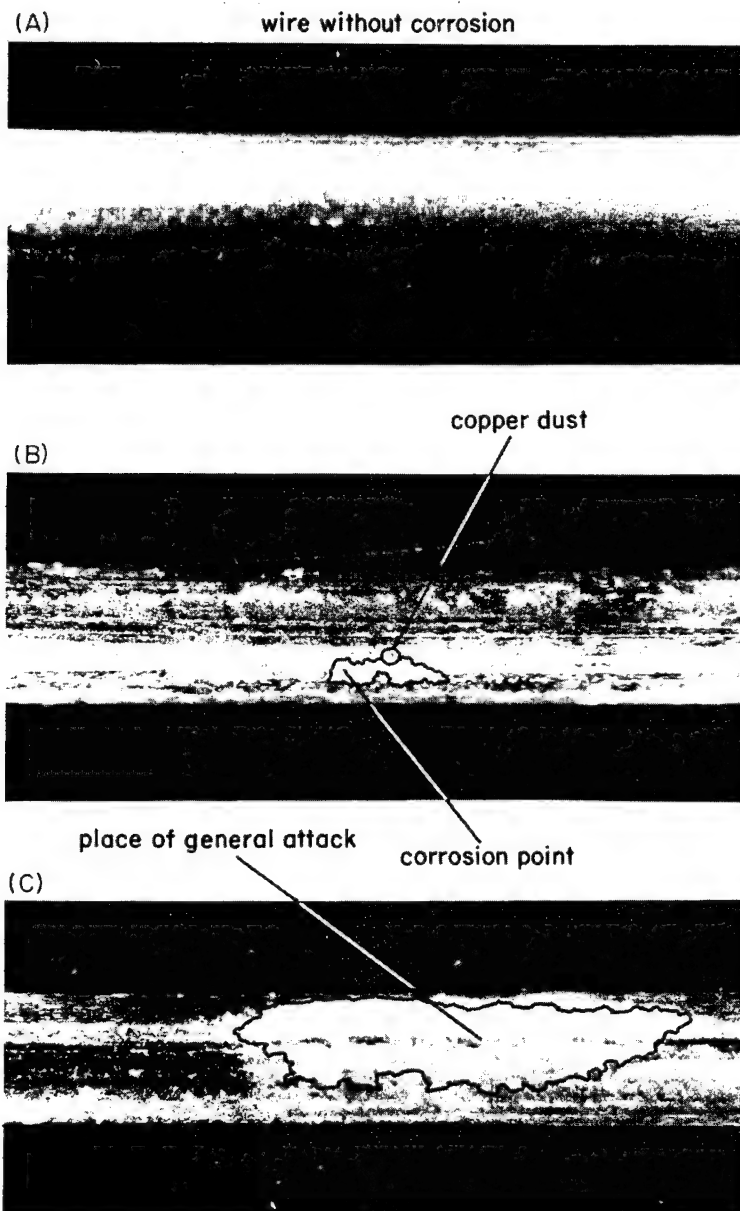 (A)
wire without corrosion
copper dust
(B)
place of general attack
corrosion point
(C)